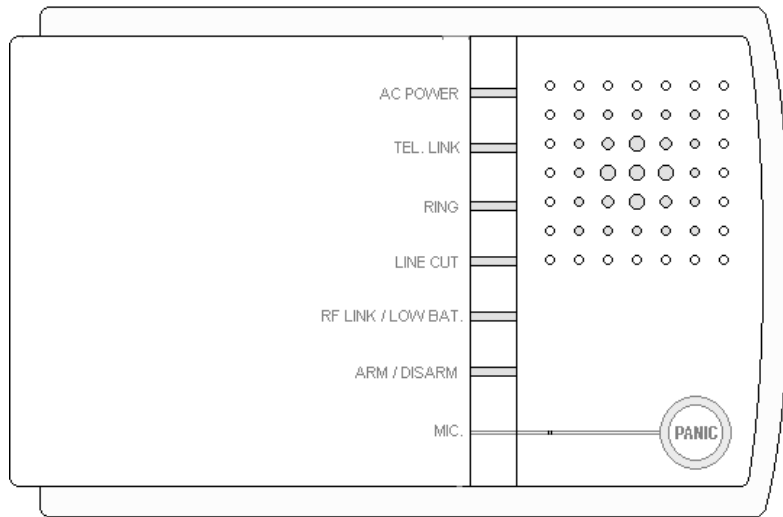 AC POWER
TEL. LINK
RING
LINE CUT
RF LINK / LOW BAT.
ARM / DISARM
MIC.
PANIC